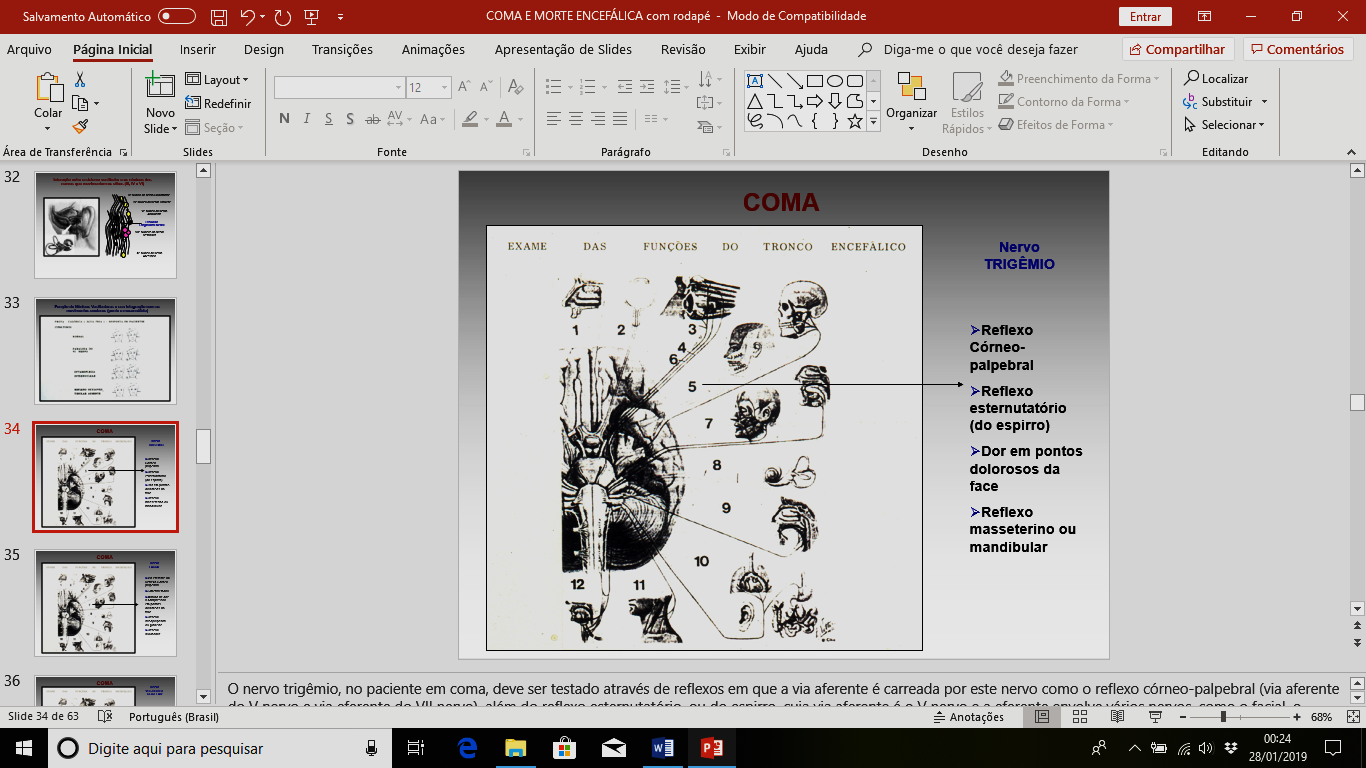 Salvamento Automático
COMA E MORTE ENCEFÁLICA com rodapé - Modo de Compatibilidade
Entrar
Arquivo
Página Inicial
Inserir
Design
Transições
Animações
Apresentação de Slides
Revisão
Exibir
Ajuda
Diga-me o que você deseja fazer
Compartilhar
Comentários
Colar
Novo
Slide
Layout
Redefinir
Seção
12
N I S S ab AV Aa
A
Organizar
Estilos
Rápidos
Preenchimento da Forma
Contorno da Forma
Efeitos de Forma
Localizar
Substituir
Selecionar
Área de Transferência
Slides
Fonte
Parágrafo
Desenho
Editando
32
33
34
COMA
35
COMA
36
COMA
EXAME DAS FUNÇÕES DO TRONCO ENCEFÁLICO
1
2
3
4
6
5
7
8
9
10
12
11
Nervo
TRIGÊMIO
Reflexo
Córneo-
palpebral
Reflexo
esternutatório
(do espirro)
Dor em pontos
dolorosos da
face
Reflexo
masseterino ou
mandibular
O nervo trigêmio, no paciente em coma, deve ser testado através de reflexos em que a via aferente é carreada por este nervo como o reflexo córneo-palpebral (via aferente
Slide 34 de 63
Português (Brasil)
Anotações
68%
Digite aqui para pesquisar
00:24
28/01/2019